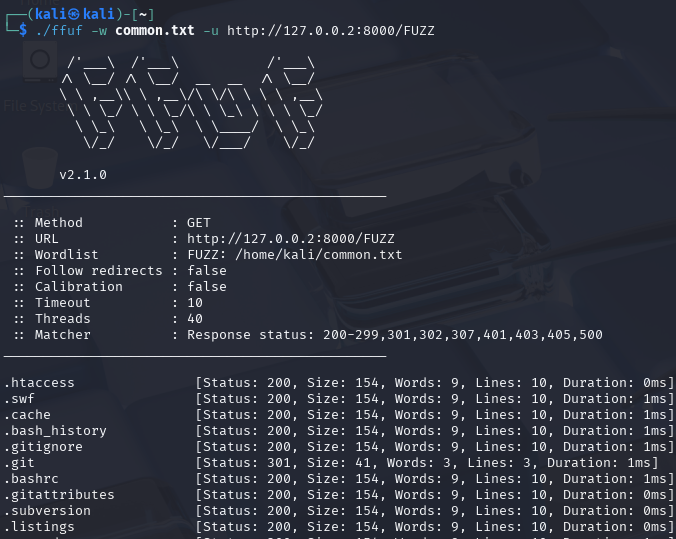 ┌──(kali㉿kali)-[~]
└─$ ./ffuf -w common.txt -u http://127.0.0.2:8000/FUZZ
File System
v2.1.0
:: Method : GET
:: URL : http://127.0.0.2:8000/FUZZ
:: Wordlist : FUZZ: /home/kali/common.txt
:: Follow redirects : false
:: Calibration : false
:: Timeout : 10
:: Threads : 40
:: Matcher : Response status: 200-299,301,302,307,401,403,405,500
.htaccess [Status: 200, Size: 154, Words: 9, Lines: 10, Duration: 0ms]
.swf [Status: 200, Size: 154, Words: 9, Lines: 10, Duration: 1ms]
.cache [Status: 200, Size: 154, Words: 9, Lines: 10, Duration: 1ms]
.bash_history [Status: 200, Size: 154, Words: 9, Lines: 10, Duration: 1ms]
.gitignore [Status: 200, Size: 154, Words: 9, Lines: 10, Duration: 1ms]
.git [Status: 301, Size: 41, Words: 3, Lines: 3, Duration: 1ms]
.bashrc [Status: 200, Size: 154, Words: 9, Lines: 10, Duration: 1ms]
.gitattributes [Status: 200, Size: 154, Words: 9, Lines: 10, Duration: 0ms]
.subversion [Status: 200, Size: 154, Words: 9, Lines: 10, Duration: 0ms]
.listings [Status: 200, Size: 154, Words: 9, Lines: 10, Duration: 0ms]